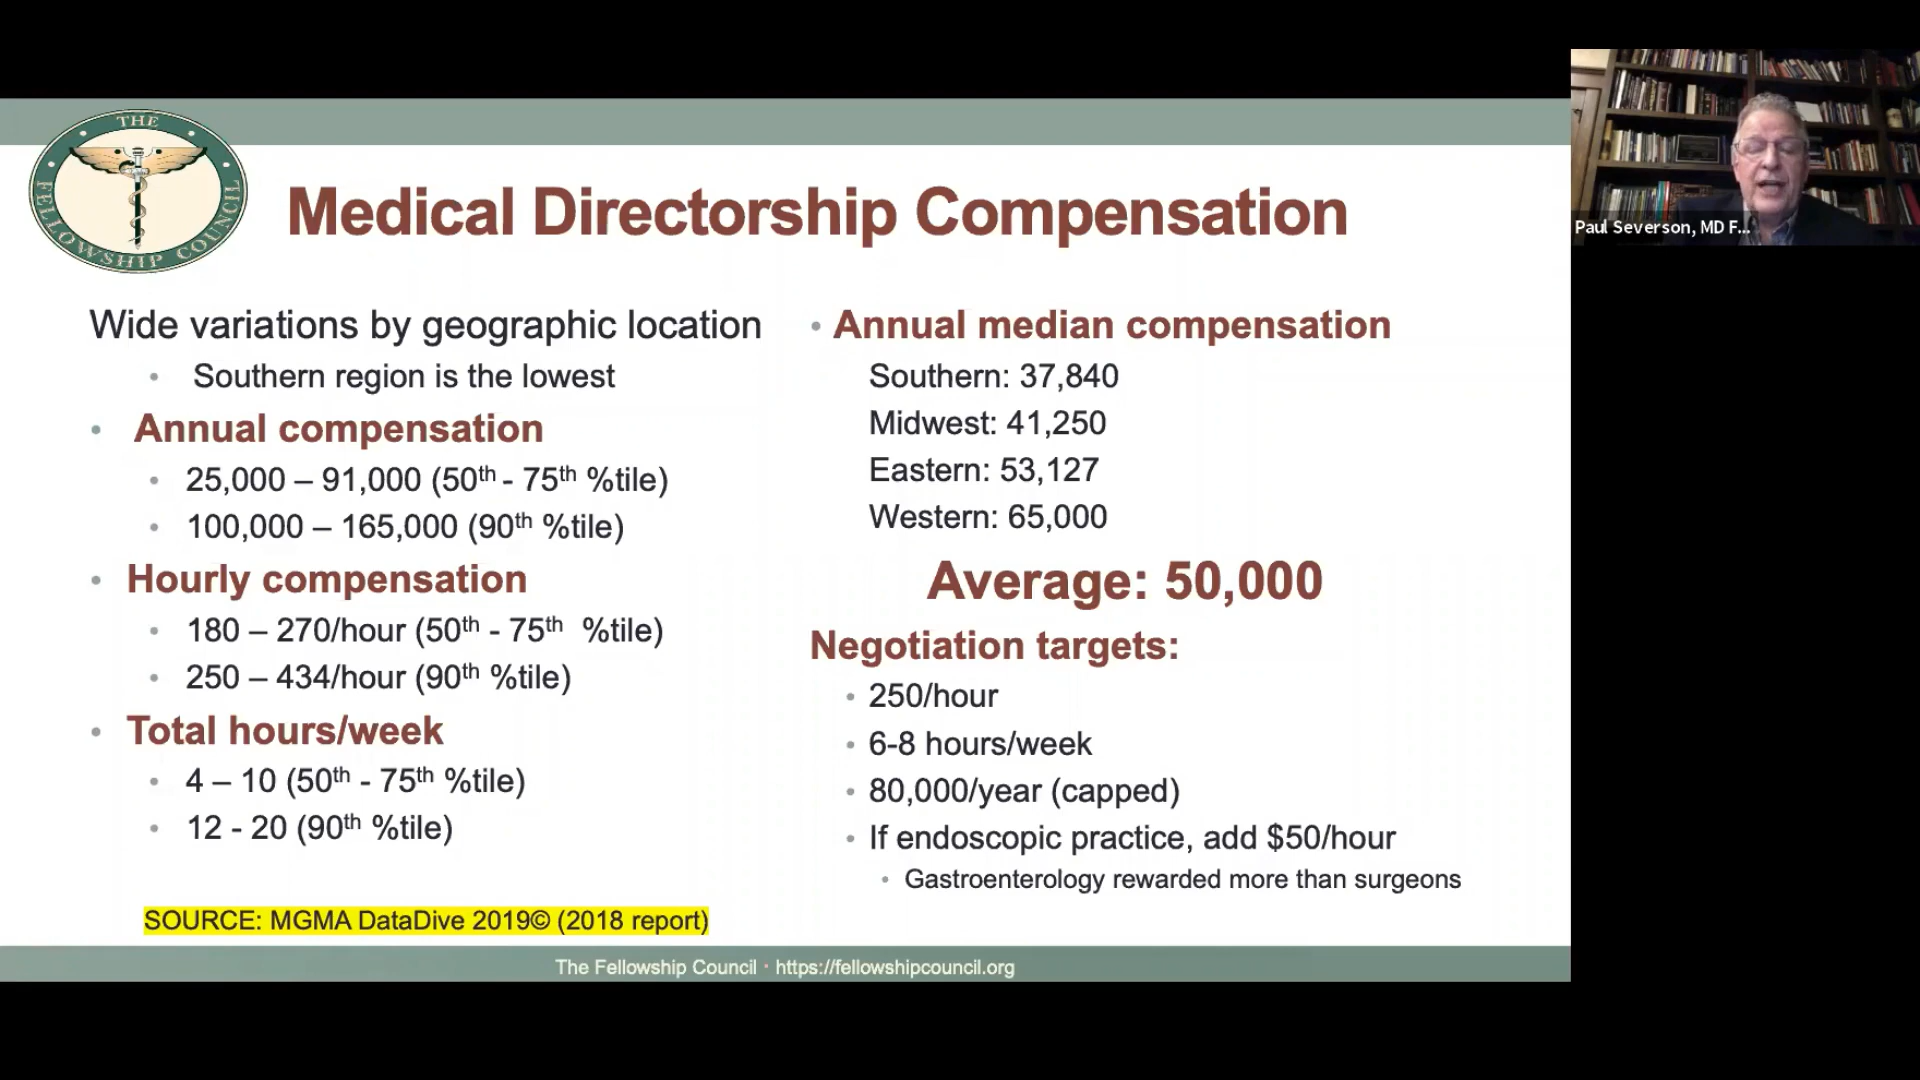 THE FELLOWSHIP COUNCIL
Medical Directorship Compensation
Wide variations by geographic location
• Southern region is the lowest
• Annual compensation
• 25,000 – 91,000 (50th - 75th %tile)
• 100,000 – 165,000 (90th %tile)
• Hourly compensation
• 180 – 270/hour (50th - 75th %tile)
• 250 – 434/hour (90th %tile)
• Total hours/week
• 4 – 10 (50th - 75th %tile)
• 12 - 20 (90th %tile)
SOURCE: MGMA DataDive 2019© (2018 report)
• Annual median compensation
Southern: 37,840
Midwest: 41,250
Eastern: 53,127
Western: 65,000
Average: 50,000
Negotiation targets:
• 250/hour
• 6-8 hours/week
• 80,000/year (capped)
• If endoscopic practice, add $50/hour
• Gastroenterology rewarded more than surgeons
The Fellowship Council · https://fellowshipcouncil.org
Paul Severson, MD F...